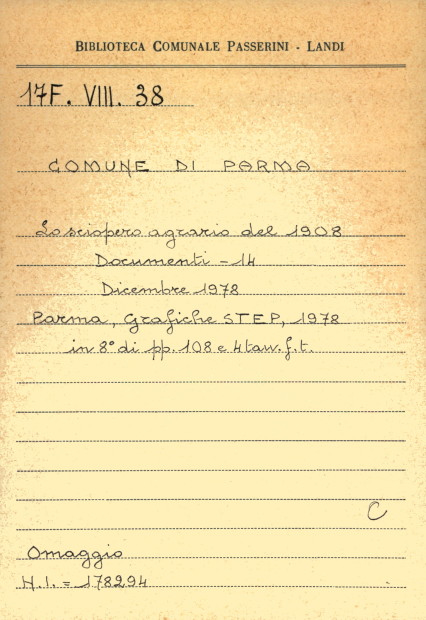 BIBLIOTECA COMUNALE PASSERINI - LANDI
17F. VIII. 38
COMUNE DI PARMA
Lo sciopero agrario del 1908
Documenti - 14
Dicembre 1978
Parma, Grafiche STEP, 1978
in 8° di pp. 108 e 4 tavv. f.t.
C
Omaggio
N.I. = 178294